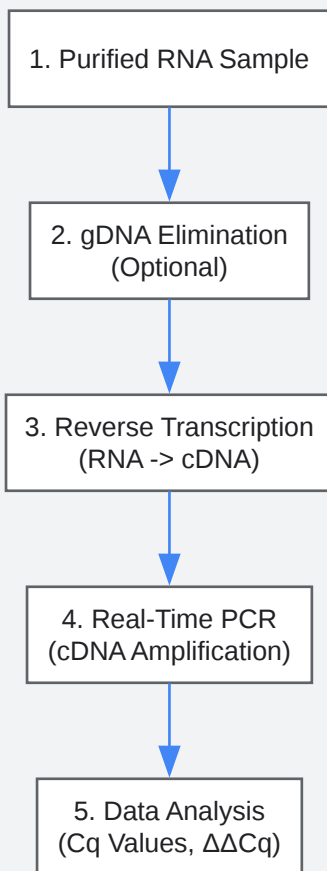 1. Purified RNA Sample
2. gDNA Elimination
(Optional)
3. Reverse Transcription
(RNA -> cDNA)
4. Real-Time PCR
(cDNA Amplification)
5. Data Analysis
(Cq Values, ΔΔCq)